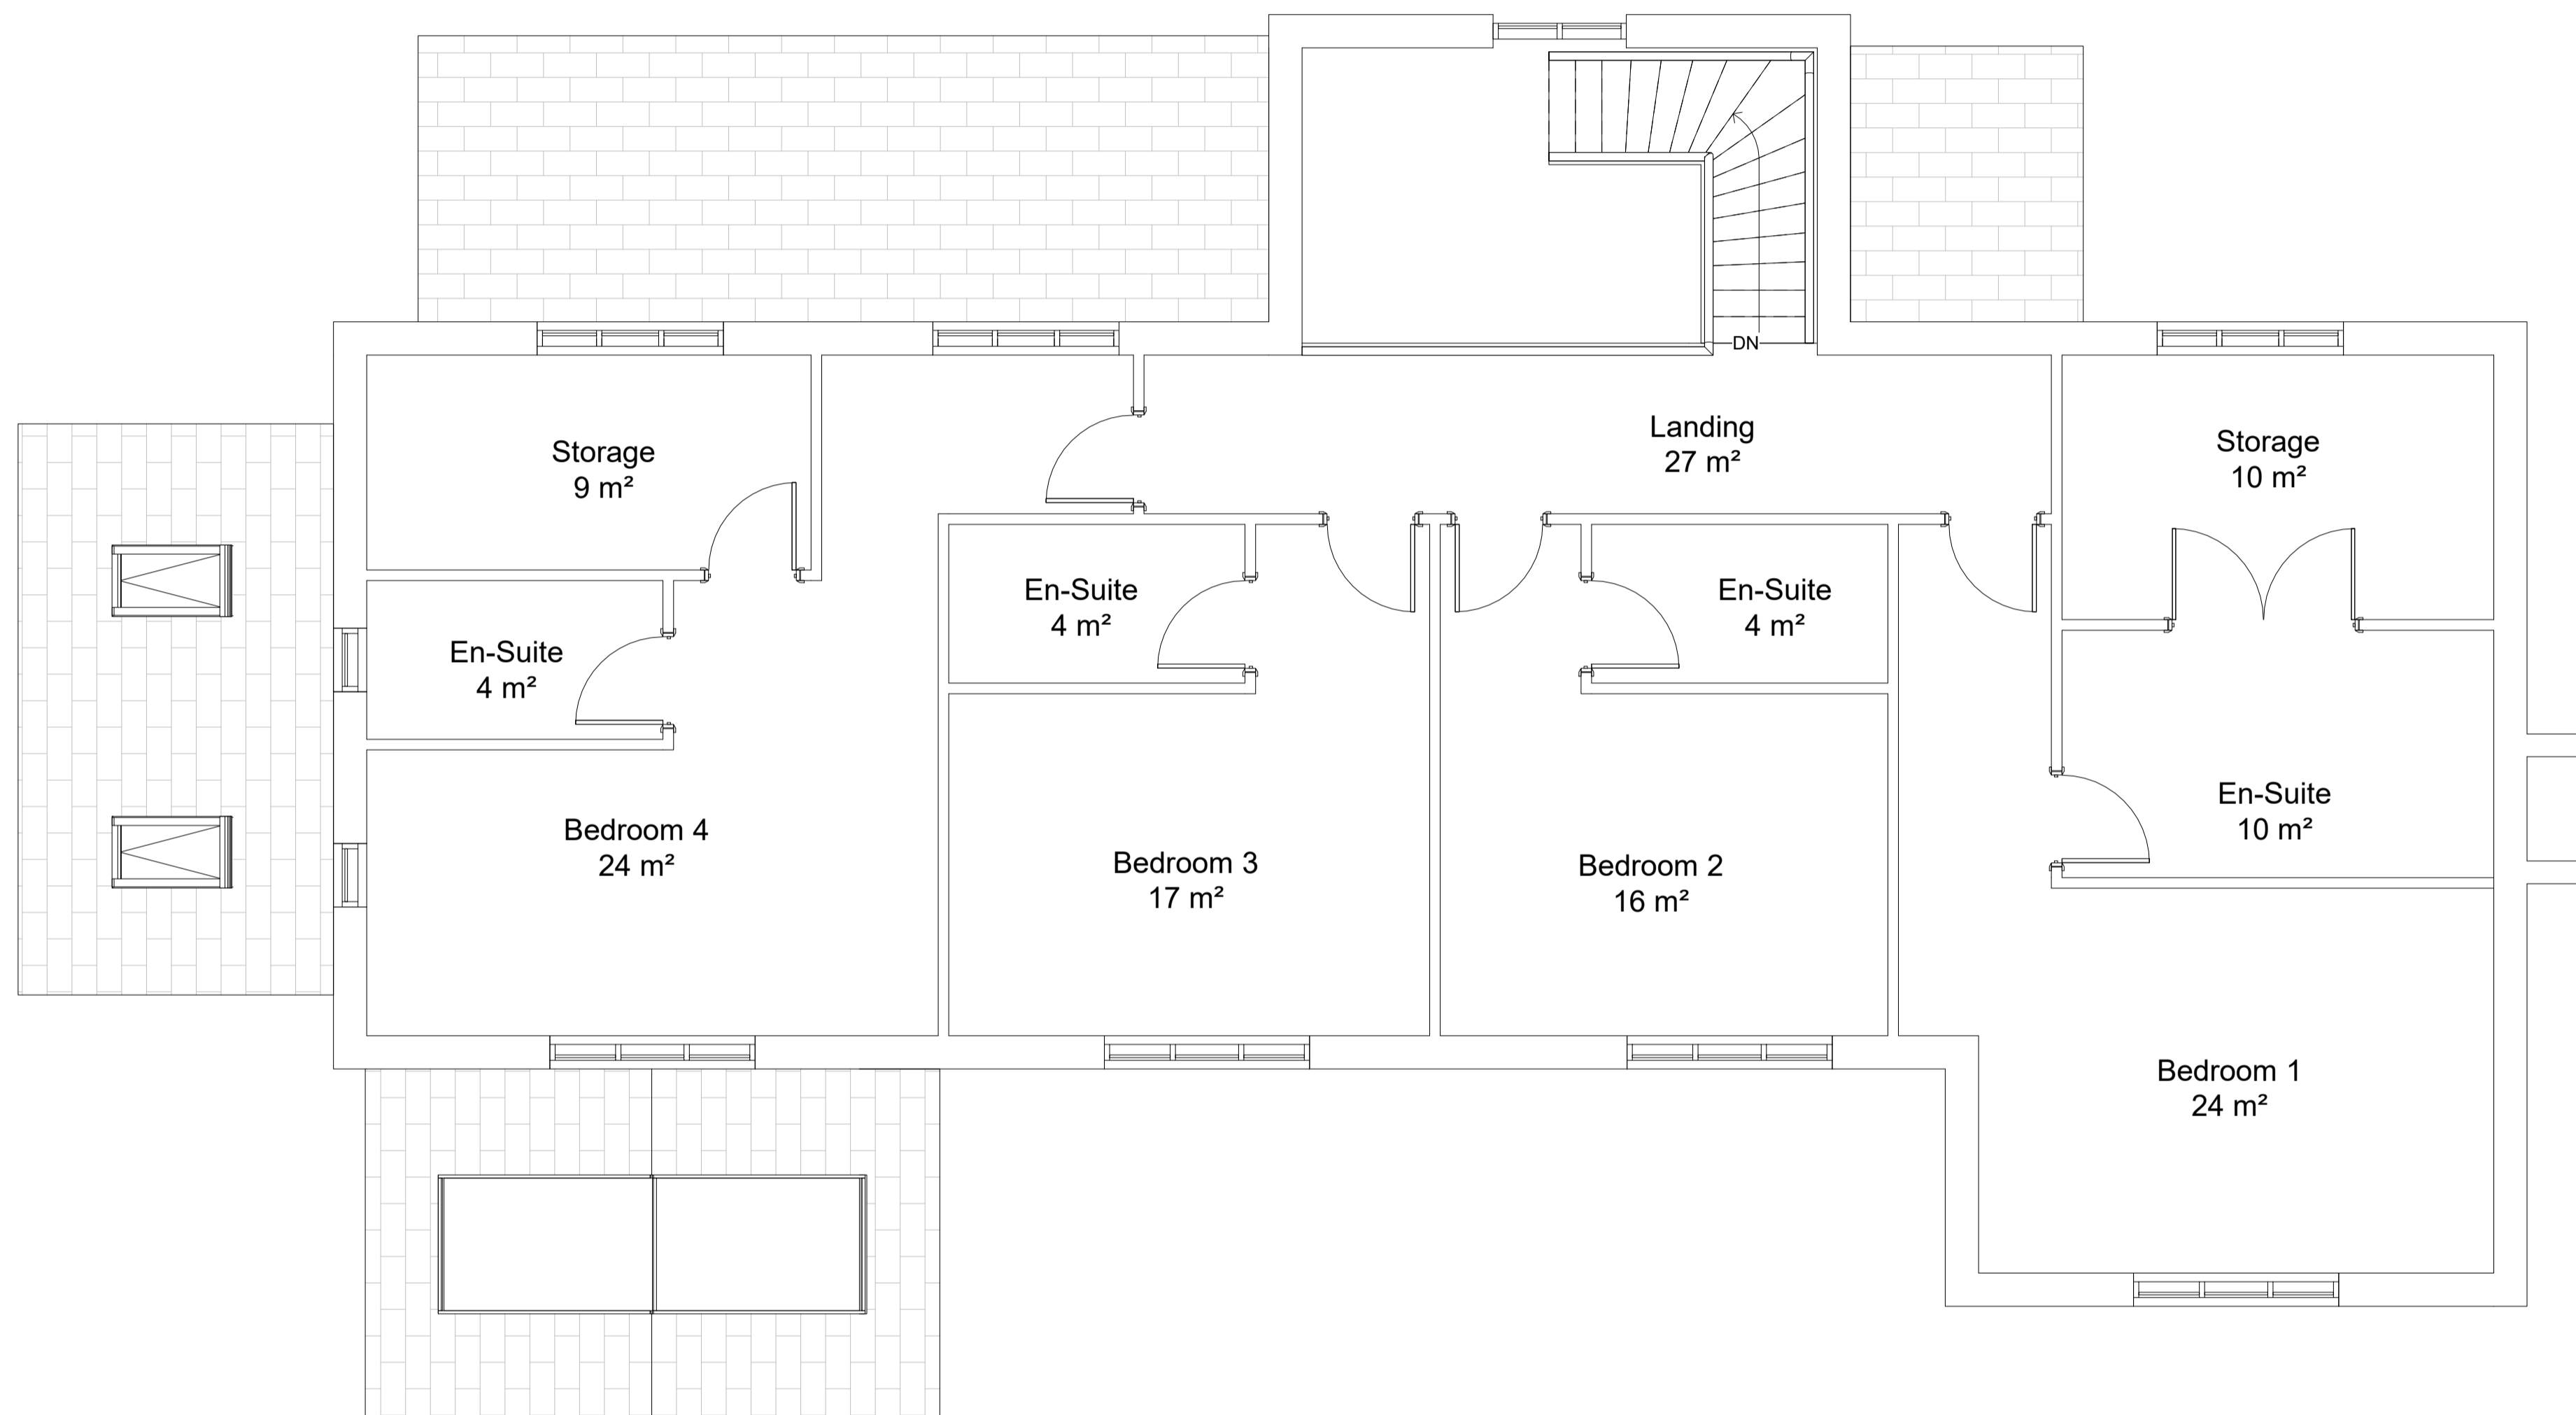 DN
Landing
27 m²
Storage
9 m²
Storage
10 m²
En-Suite
4 m²
En-Suite
4 m²
En-Suite
4 m²
En-Suite
10 m²
Bedroom 4
24 m²
Bedroom 3
17 m²
Bedroom 2
16 m²
Bedroom 1
24 m²